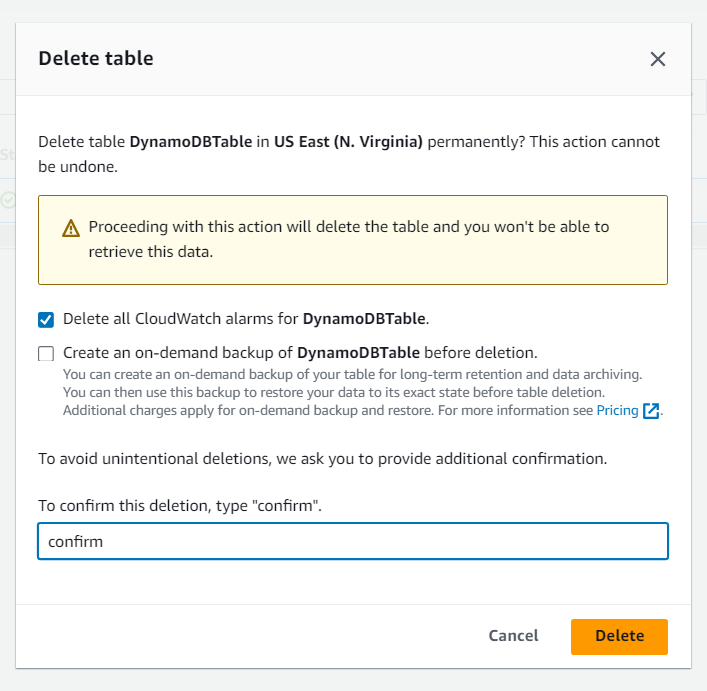 Delete table
Delete table DynamoDBTable in US East (N. Virginia) permanently? This action cannot
be undone.
Proceeding with this action will delete the table and you won't be able to
retrieve this data.
Delete all CloudWatch alarms for DynamoDBTable.
Create an on-demand backup of DynamoDBTable before deletion.
You can create an on-demand backup of your table for long-term retention and data archiving.
You can then use this backup to restore your data to its exact state before table deletion.
Additional charges apply for on-demand backup and restore. For more information see Pricing.
To avoid unintentional deletions, we ask you to provide additional confirmation.
To confirm this deletion, type "confirm".
confirm
Cancel
Delete